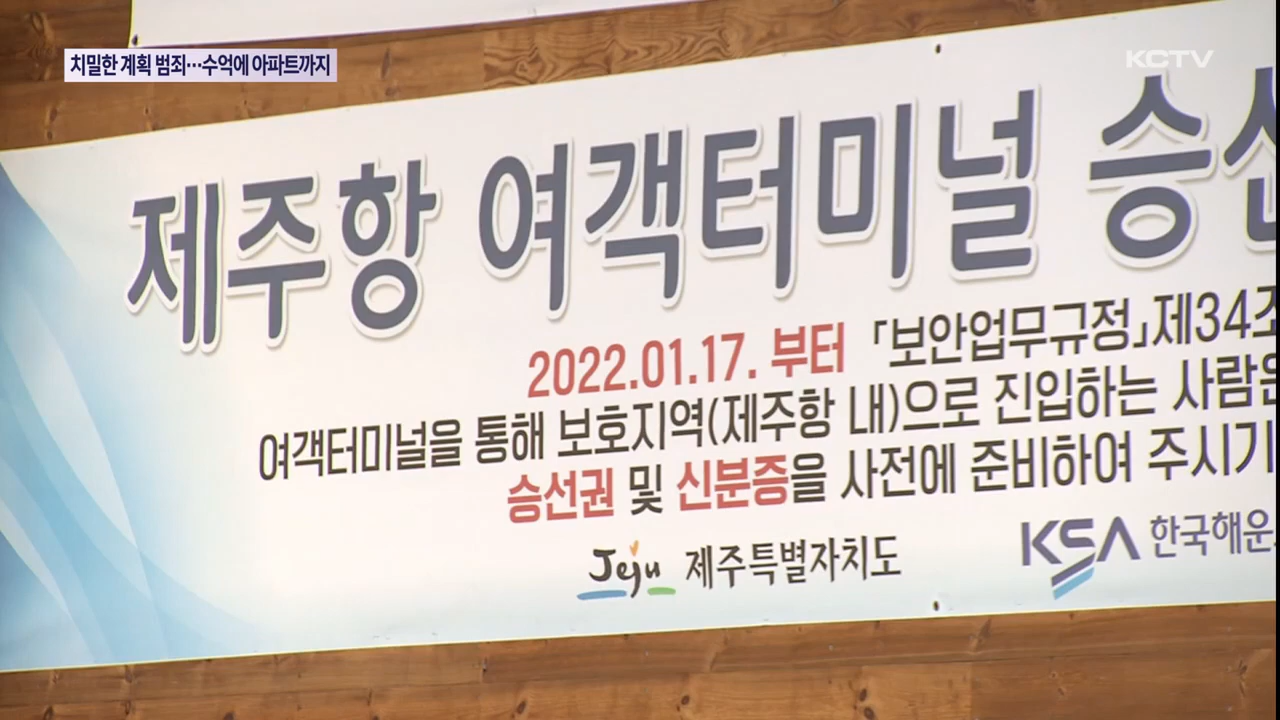 치밀한 계획 범죄…수억에 아파트까지
KCTV
제주항 여객터미널
2022.01.17. 부터 「보안업무규정」제34조
여객터미널을 통해 보호지역(제주항 내)으로 진입하는 사람은
승선권 및 신분증을 사전에 준비하여 주시기
Jeju 제주특별자치도
KSA 한국해운